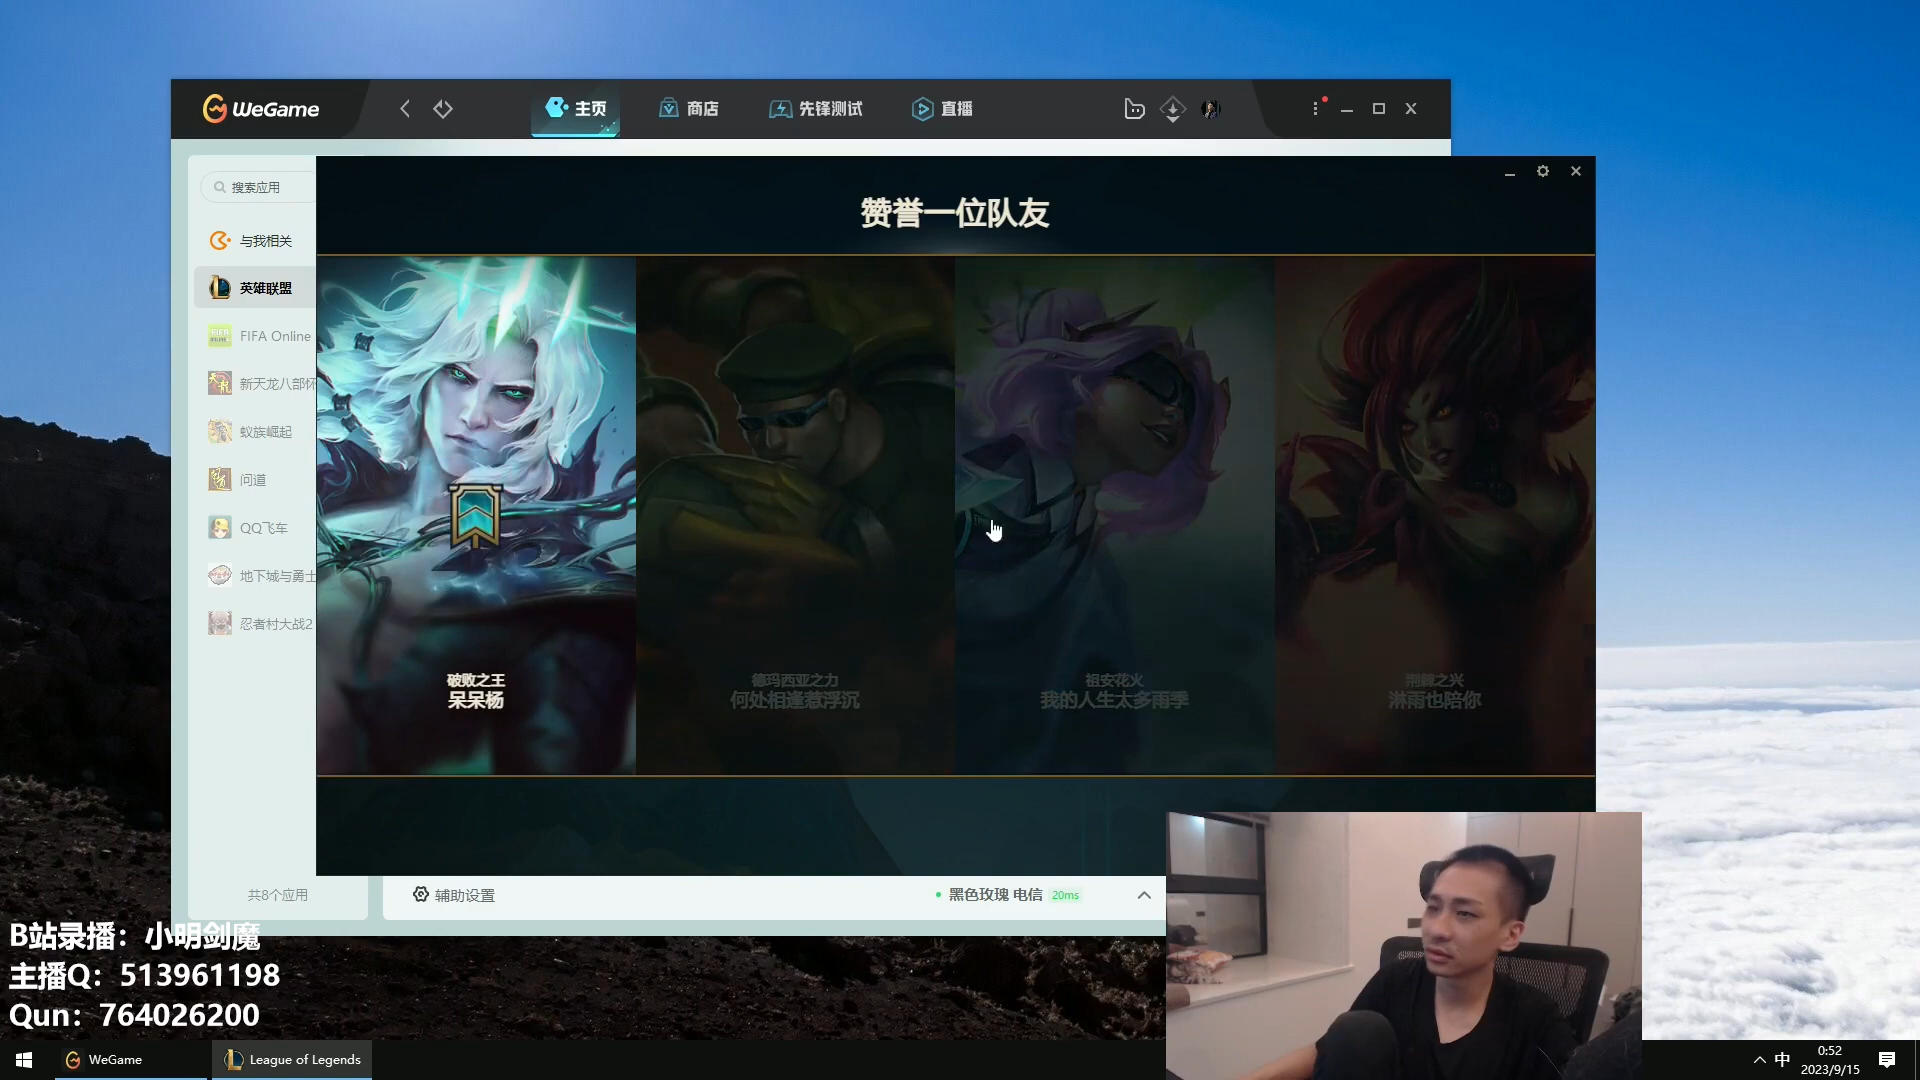 WeGame
主页
商店
先锋测试
直播
搜索应用
与我相关
英雄联盟
FIFA Online
新天龙八部怀
蚁族崛起
问道
QQ飞车
地下城与勇士
忍者村大战2
共8个应用
赞誉一位队友
破败之王
呆呆杨
德玛西亚之力
何处相逢惹浮沉
祖安花火
我的人生太多雨季
荆棘之兴
淋雨也陪你
辅助设置
黑色玫瑰 电信 20ms
B站录播：小明剑魔
主播Q：513961198
Qun：764026200
WeGame
League of Legends
中
0:52
2023/9/15